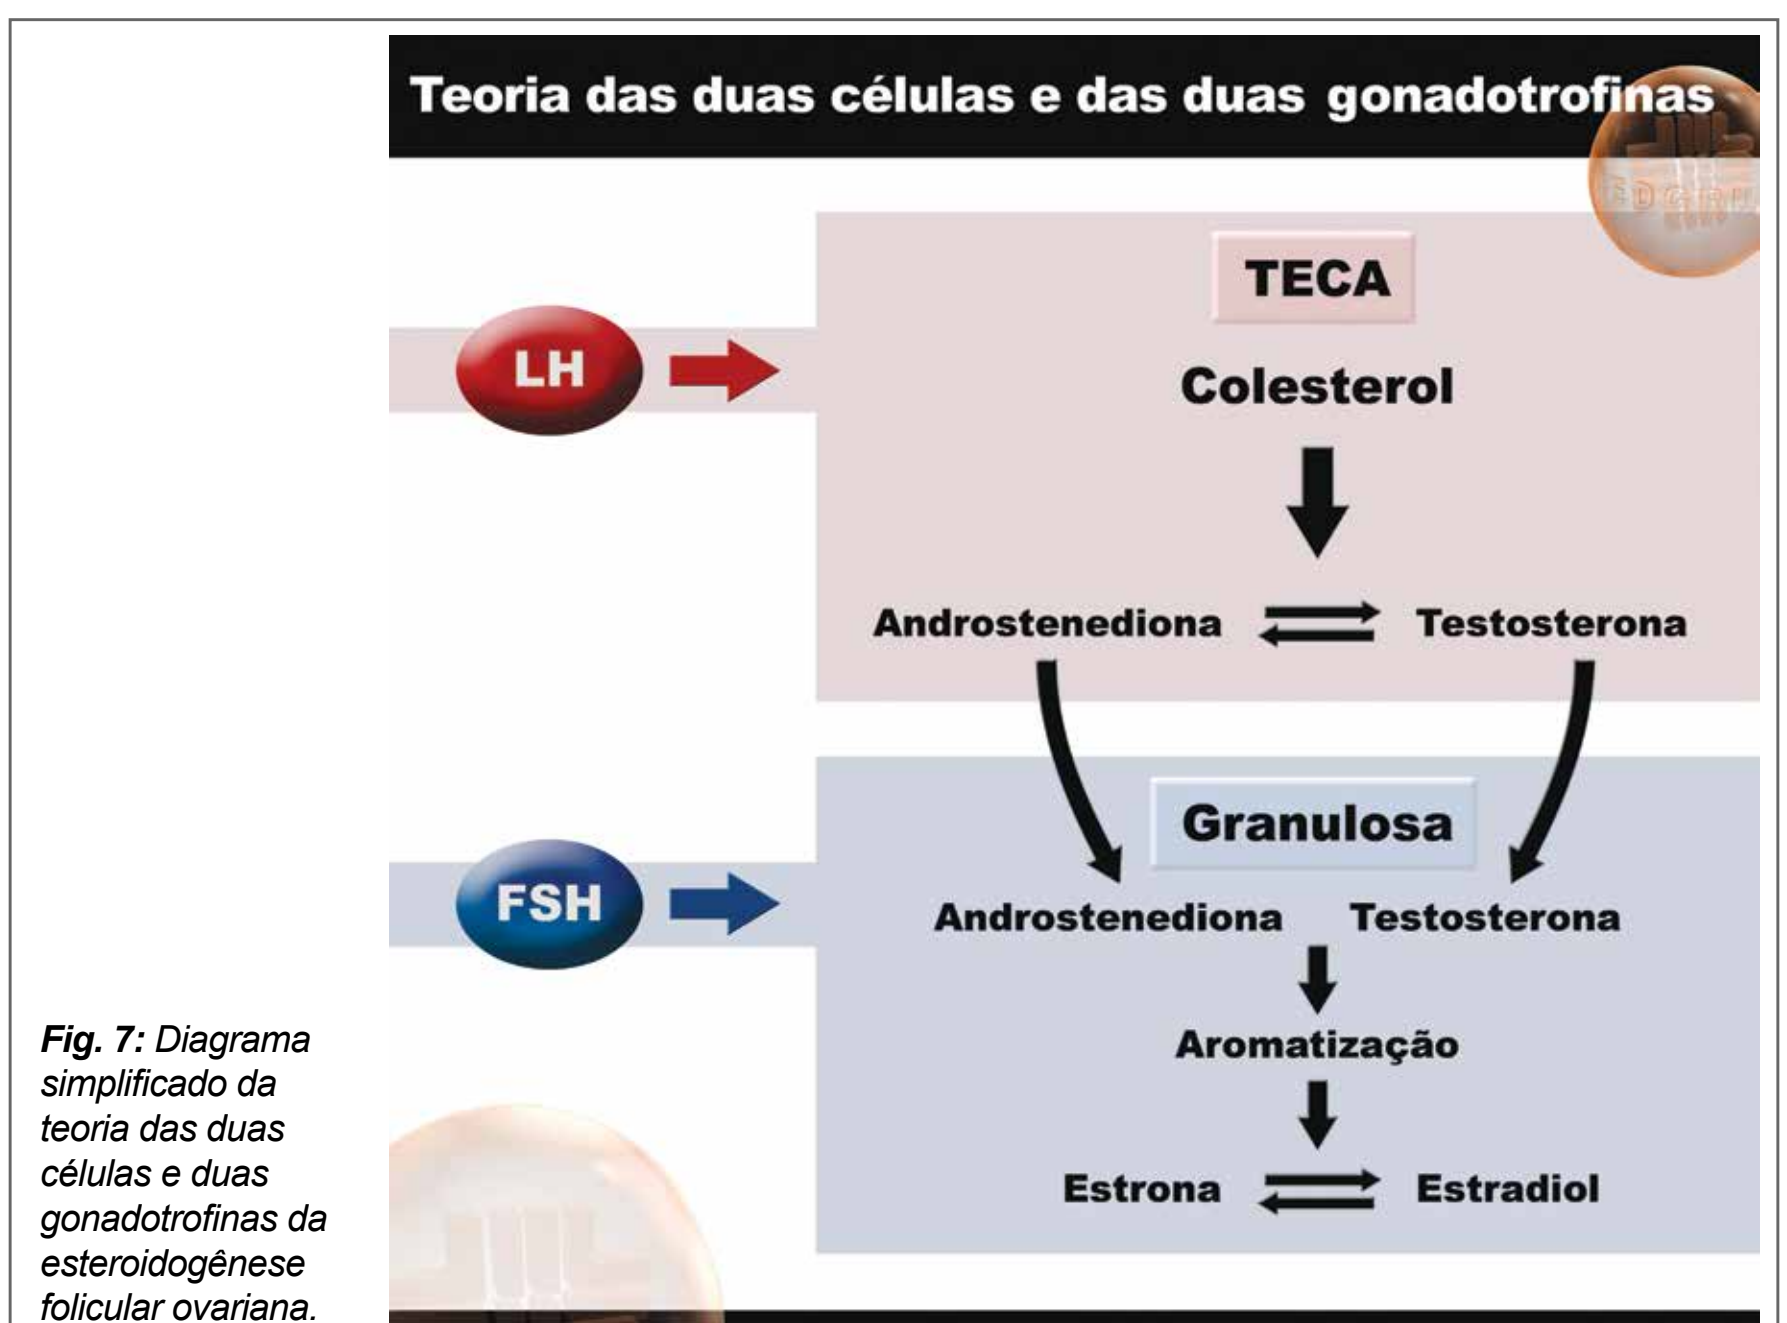 Teoria das duas células e das duas gonadotrofinas
TECA
LH
Colesterol
Androstenediona
Testosterona
Granulosa
FSH
Androstenediona Testosterona
Aromatização
Estrona
Estradiol
Fig. 7: Diagrama
simplificado da
teoria das duas
células e duas
gonadotrofinas da
esteroidogênese
folicular ovariana.